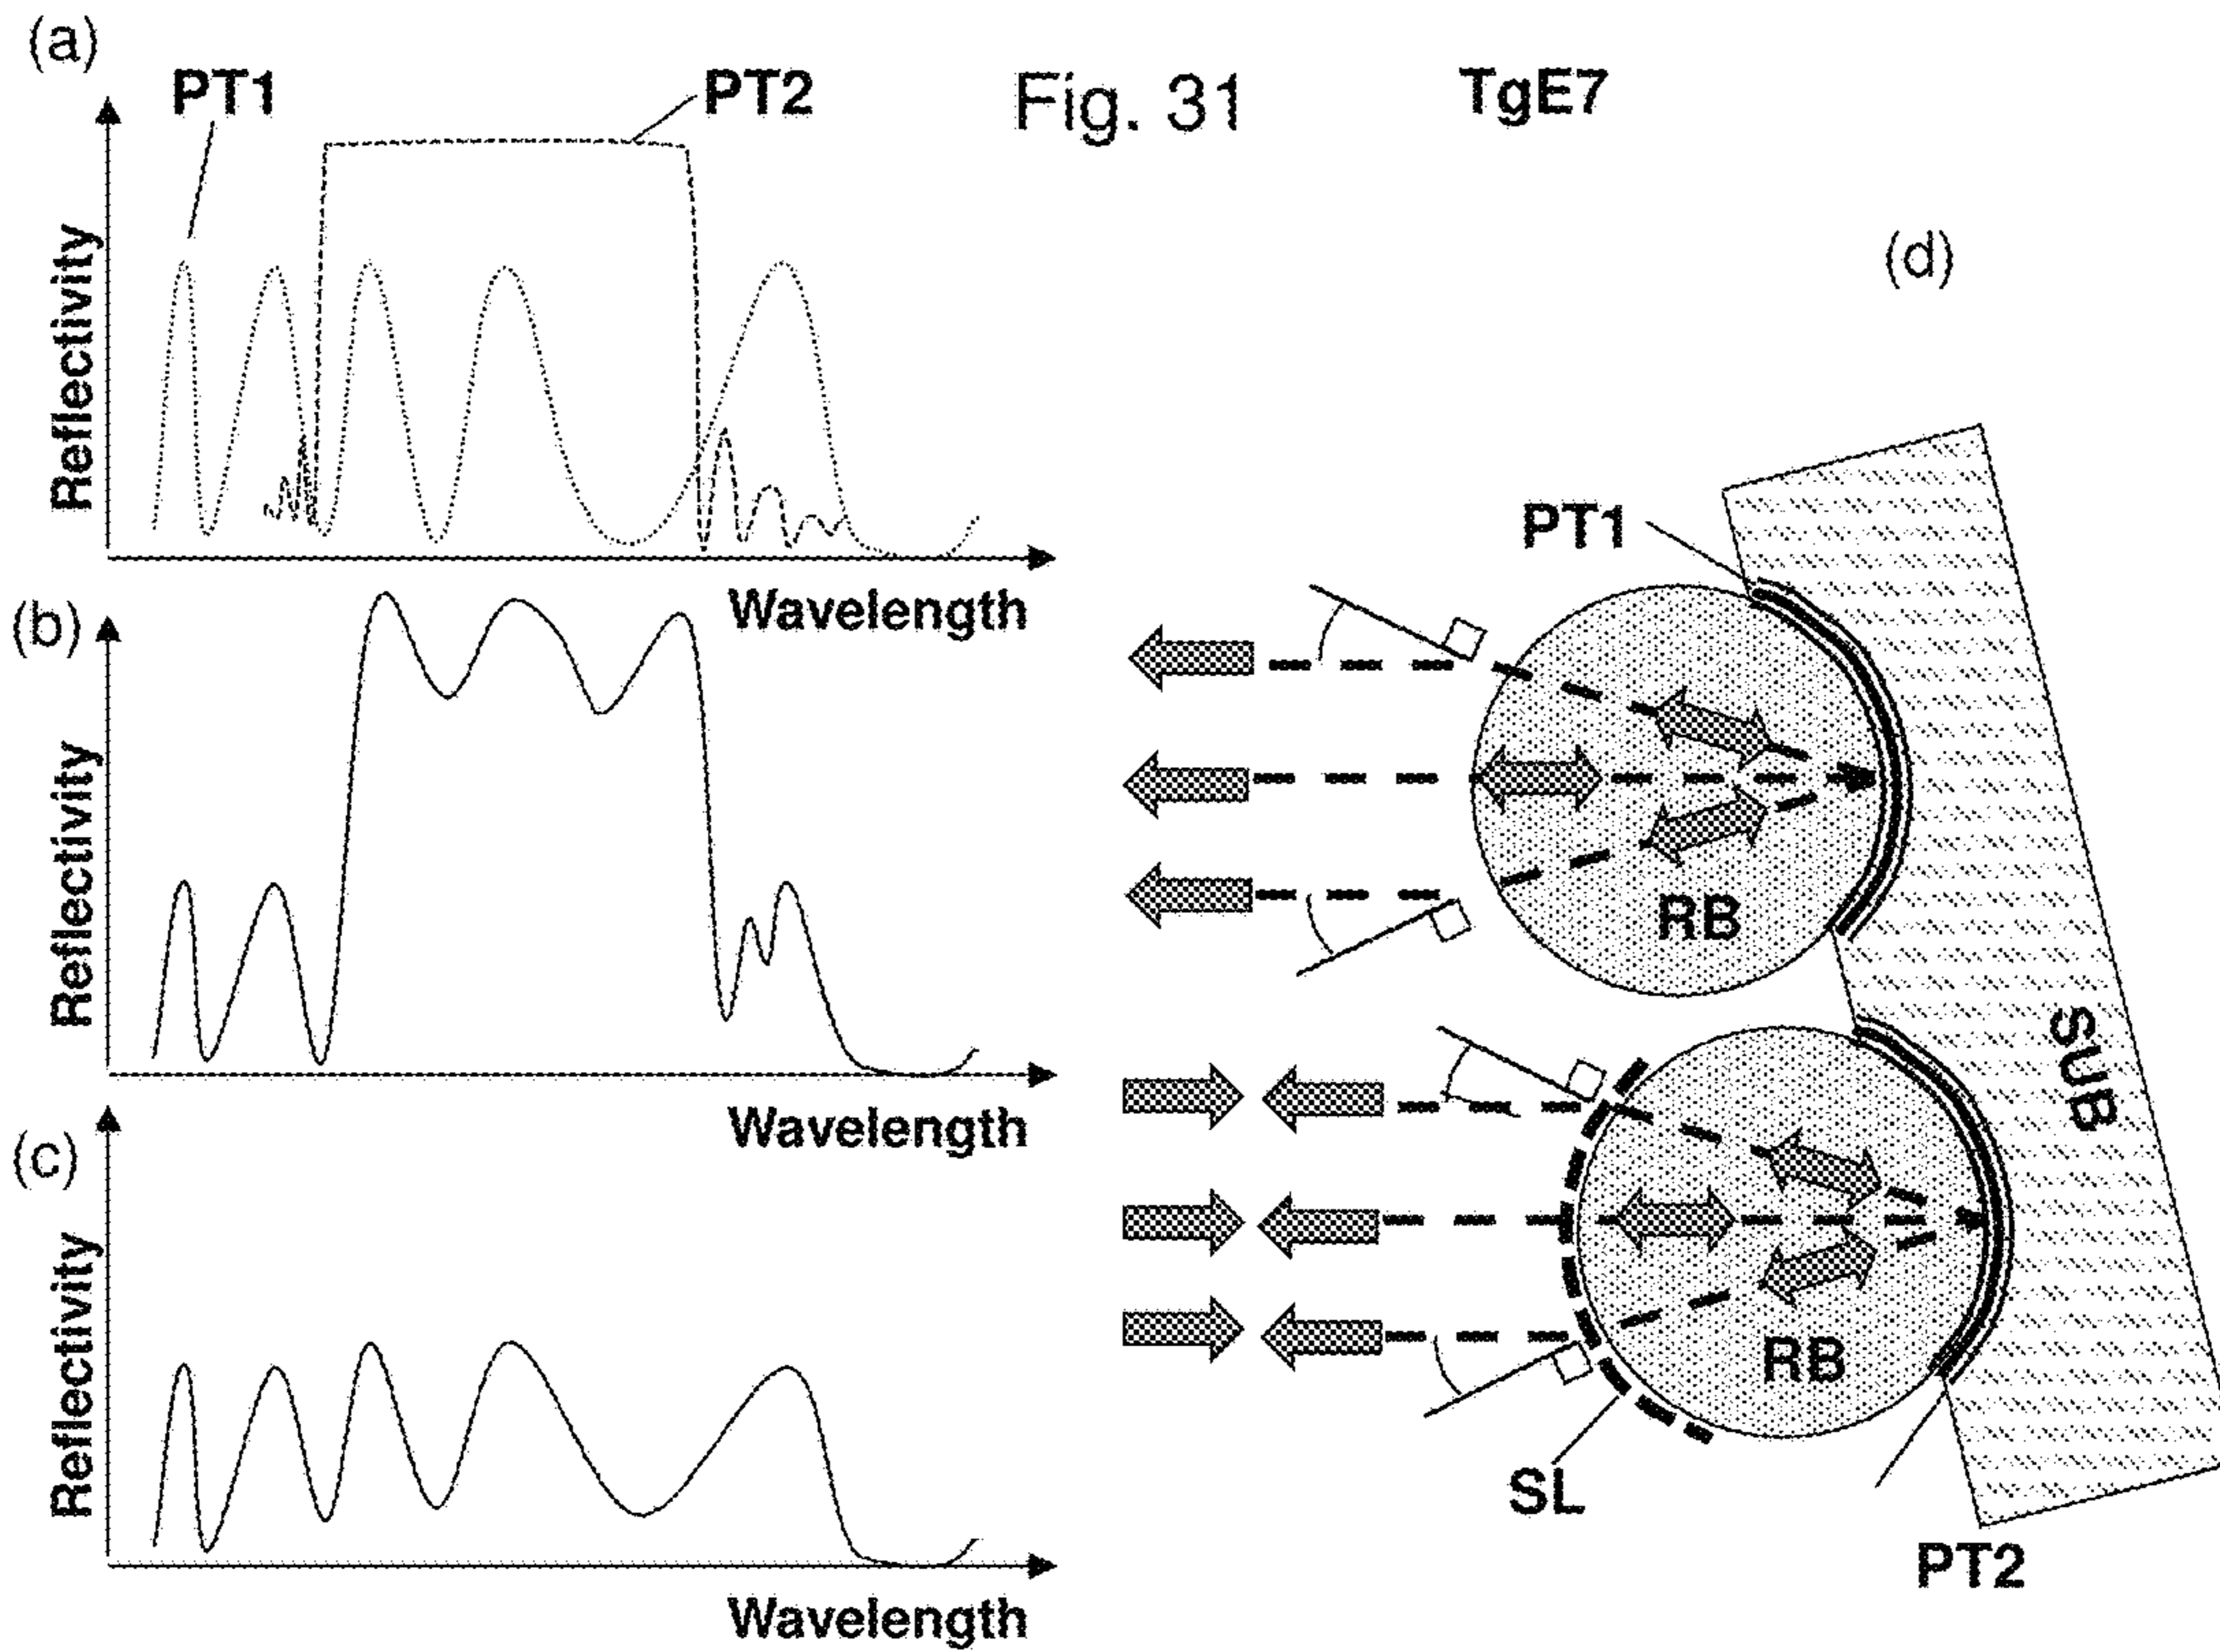 (a)
PT1
PT2
Fig. 31
TgE7
Reflectivity
Wavelength
(b)
Reflectivity
Wavelength
(c)
Reflectivity
Wavelength
(d)
PT1
RB
SUB
RB
SL
PT2